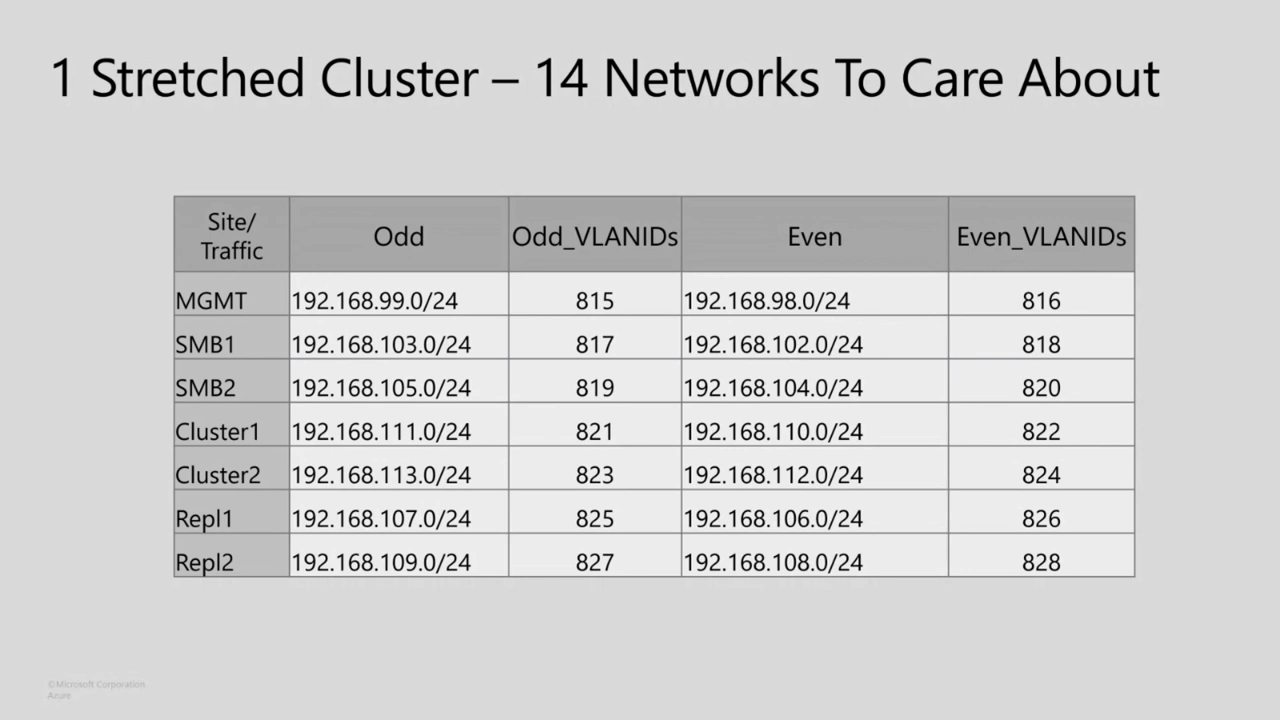 1 Stretched Cluster – 14 Networks To Care About
Site/
Traffic Odd Odd_VLANIDs Even Even_VLANIDs
MGMT 192.168.99.0/24 815 192.168.98.0/24 816
SMB1 192.168.103.0/24 817 192.168.102.0/24 818
SMB2 192.168.105.0/24 819 192.168.104.0/24 820
Cluster1 192.168.111.0/24 821 192.168.110.0/24 822
Cluster2 192.168.113.0/24 823 192.168.112.0/24 824
Repl1 192.168.107.0/24 825 192.168.106.0/24 826
Repl2 192.168.109.0/24 827 192.168.108.0/24 828
©Microsoft Corporation
Azure